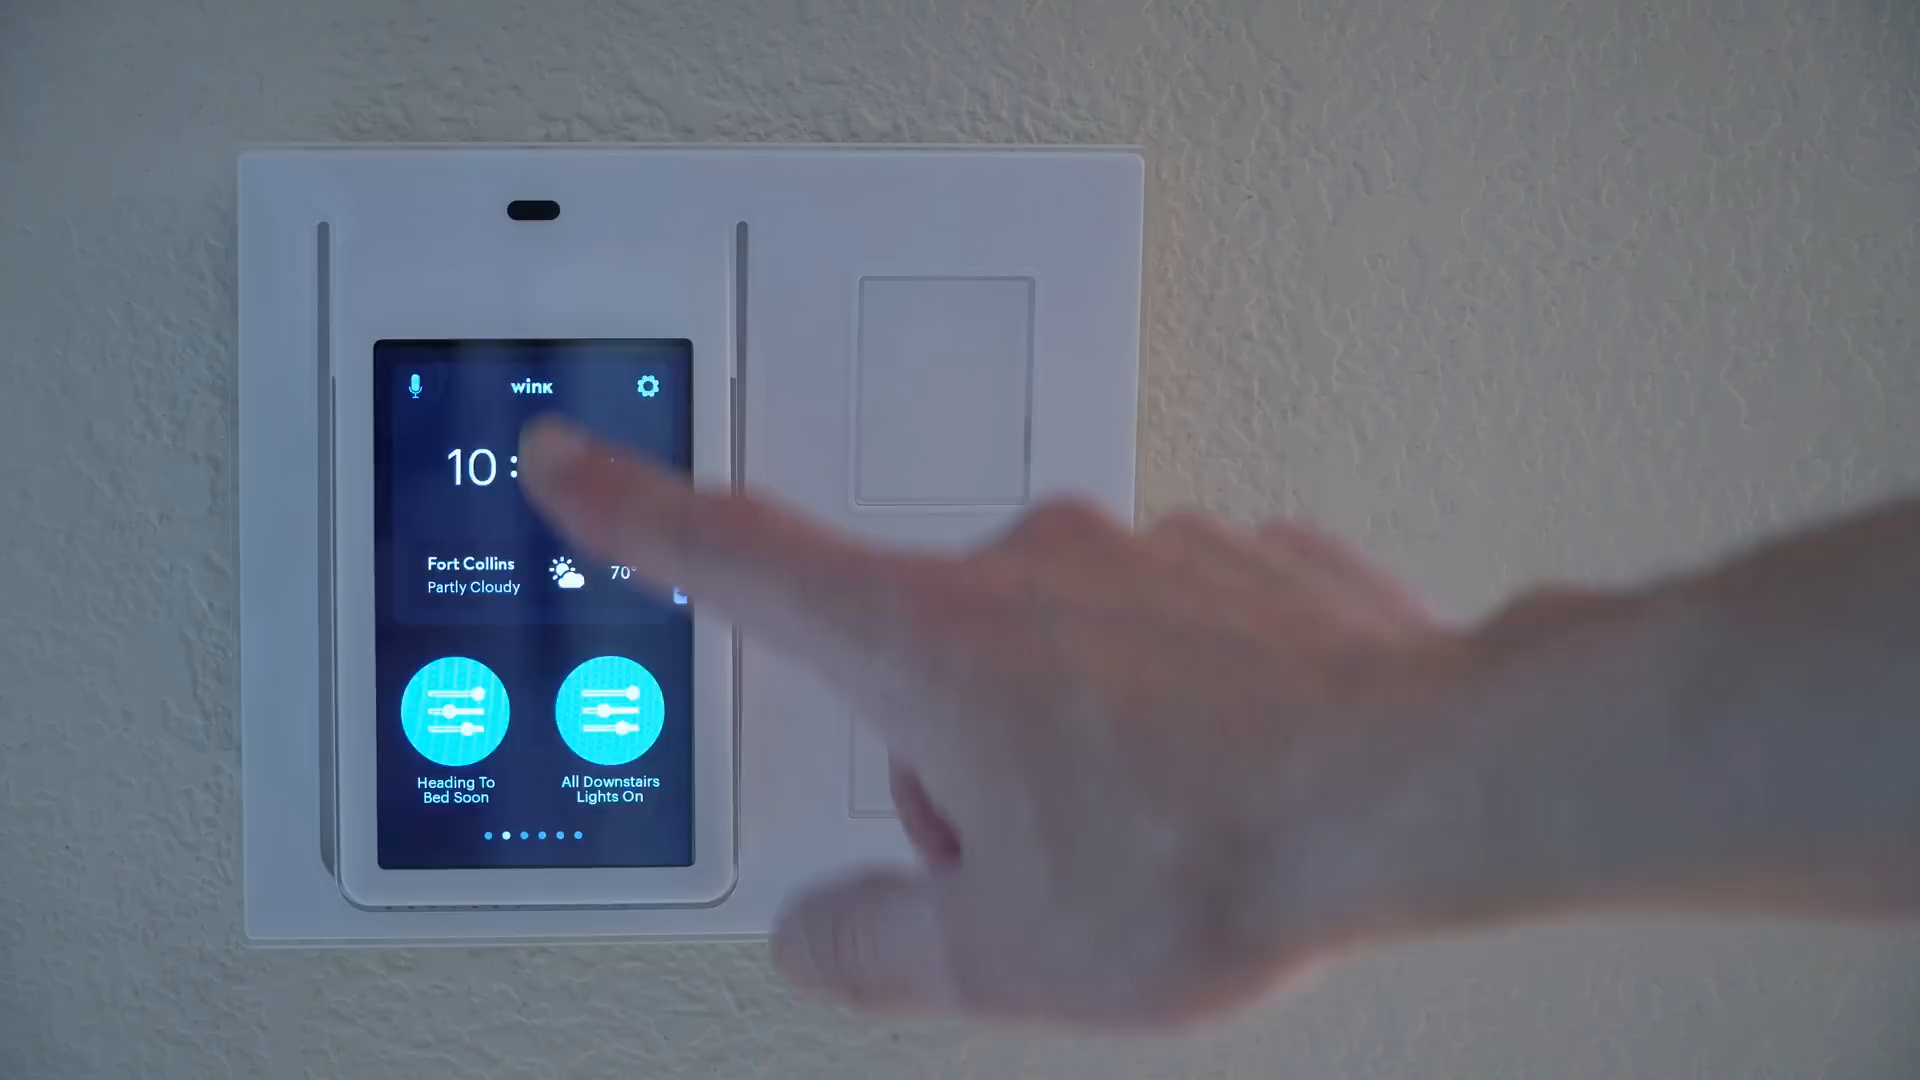 wink
10:
Fort Collins
Partly Cloudy
70°
Heading To
Bed Soon
All Downstairs
Lights On